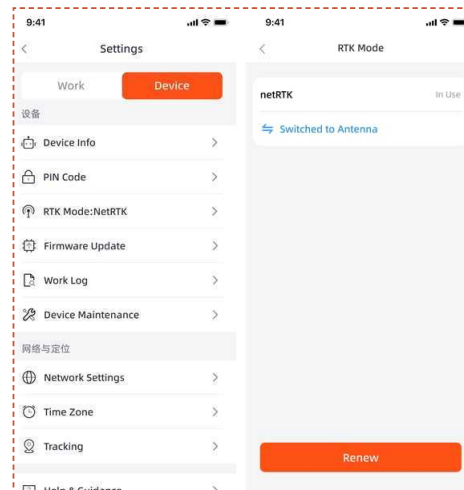 9:41
Settings
Work
Device
设备
Device Info
PIN Code
RTK Mode:NetRTK
Firmware Update
Work Log
Device Maintenance
网络与定位
Network Settings
Time Zone
Tracking
Help & Guidance
9:41
RTK Mode
netRTK
In Use
Switched to Antenna
Renew